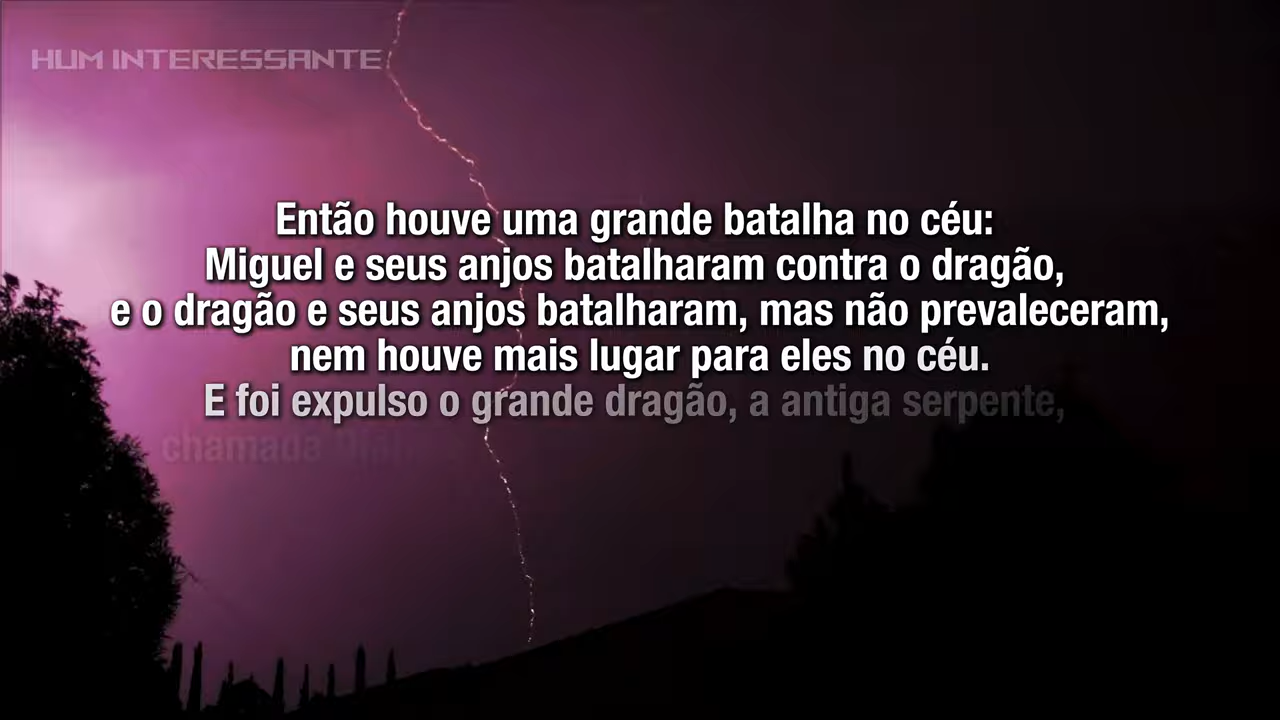 HUM INTERESSANTE
Então houve uma grande batalha no céu:
Miguel e seus anjos batalharam contra o dragão,
e o dragão e seus anjos batalharam, mas não prevaleceram,
nem houve mais lugar para eles no céu.
E foi expulso o grande dragão, a antiga serpente,
chamada